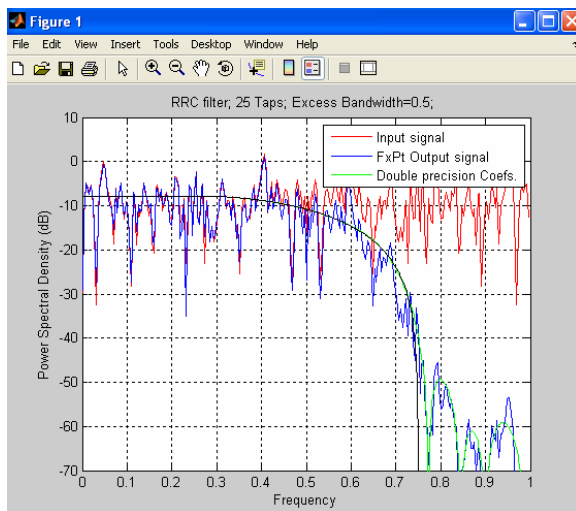 Figure 1
File Edit View Insert Tools Desktop Window Help
RRC filter; 25 Taps; Excess Bandwidth=0.5;
Input signal
FxPt Output signal
Double precision Coefs.
Power Spectral Density (dB)
10
0
-10
-20
-30
-40
-50
-60
-70
0 0.1 0.2 0.3 0.4 0.5 0.6 0.7 0.8 0.9 1
Frequency